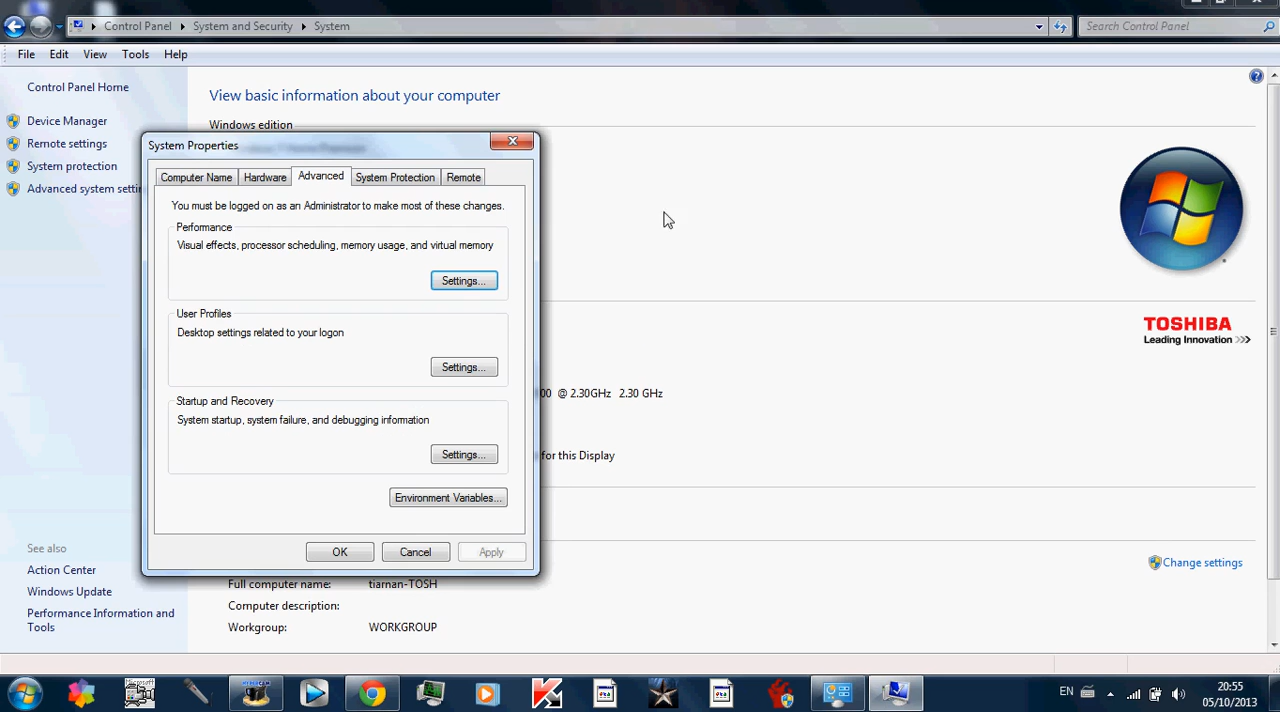 Control Panel ▸ System and Security ▸ System
Search Control Panel
File Edit View Tools Help
Control Panel Home
Device Manager
Remote settings
System protection
Advanced system setti
View basic information about your computer
Windows edition
System Properties
Computer Name Hardware Advanced System Protection Remote
You must be logged on as an Administrator to make most of these changes.
Performance
Visual effects, processor scheduling, memory usage, and virtual memory
Settings...
User Profiles
Desktop settings related to your logon
Settings...
Startup and Recovery
System startup, system failure, and debugging information
Settings...
Environment Variables...
OK Cancel Apply
TOSHIBA
Leading Innovation >>>
00 @ 2.30GHz 2.30 GHz
for this Display
Change settings
Full computer name: tiarnan-TOSH
Computer description:
Workgroup: WORKGROUP
See also
Action Center
Windows Update
Performance Information and
Tools
HYPERCAM
EN
20:55
05/10/2013